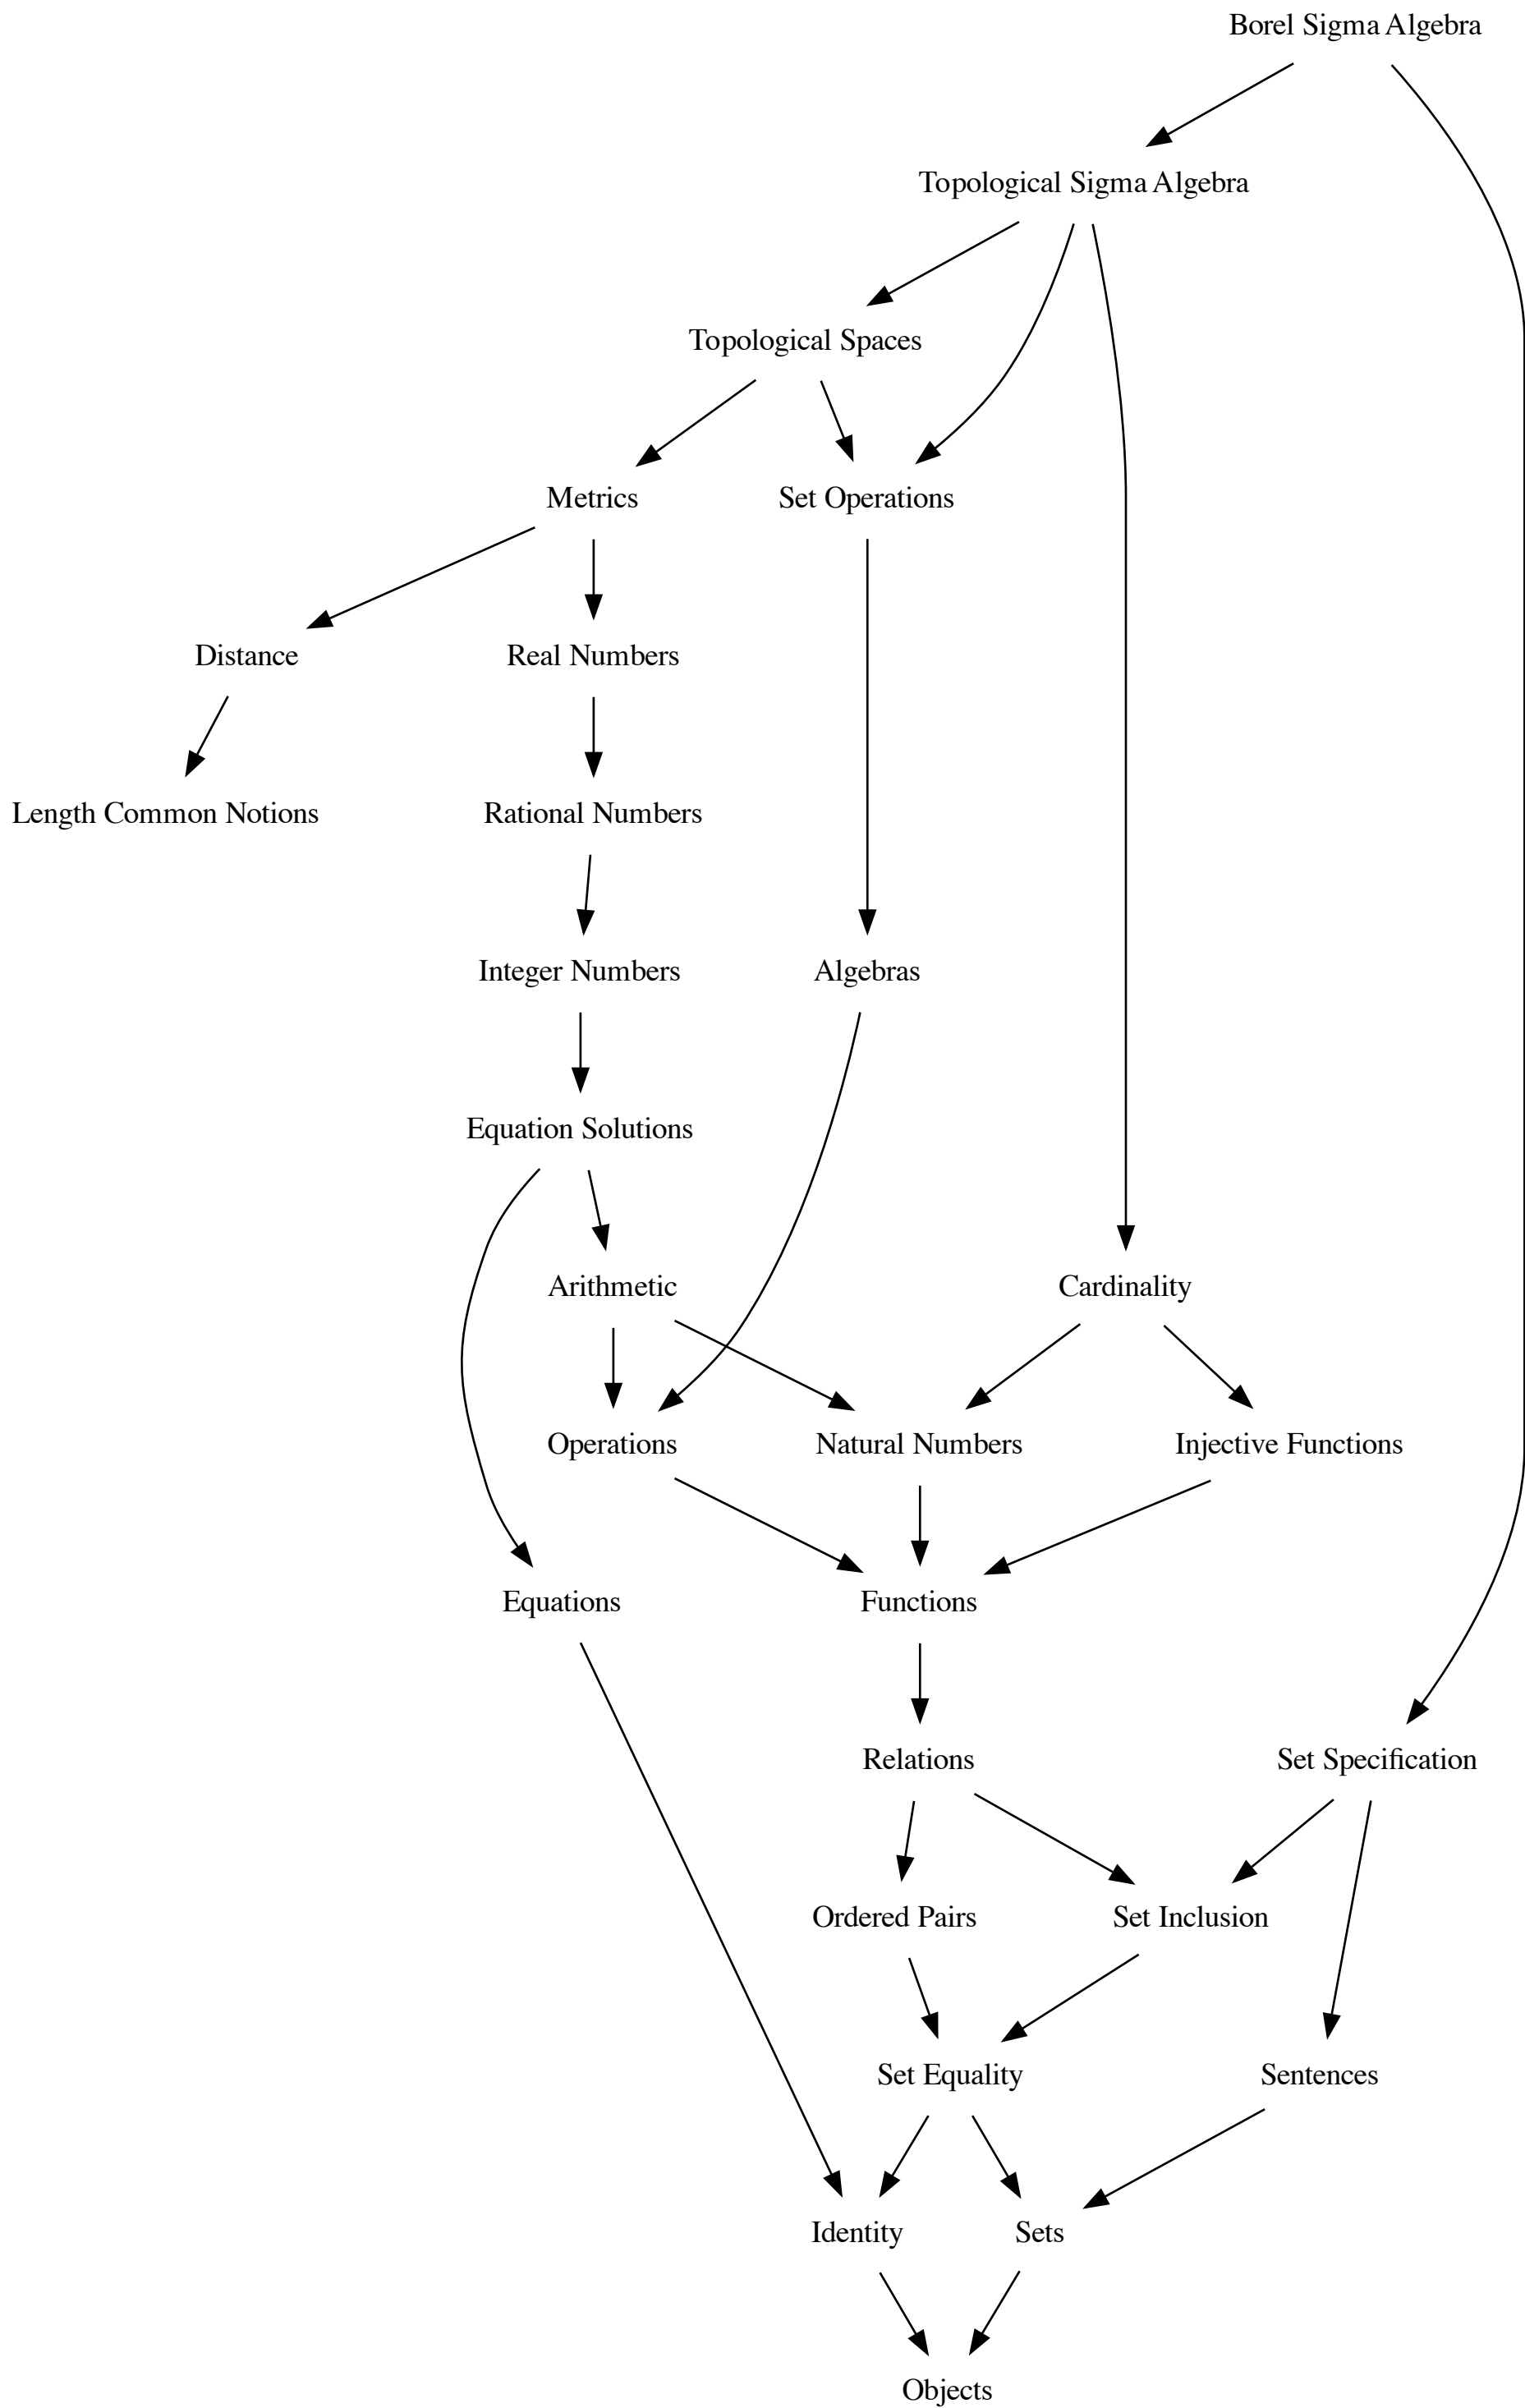 Borel Sigma Algebra
Topological Sigma Algebra
Topological Spaces
Metrics
Set Operations
Distance
Real Numbers
Length Common Notions
Rational Numbers
Integer Numbers
Algebras
Equation Solutions
Arithmetic
Cardinality
Operations
Natural Numbers
Injective Functions
Equations
Functions
Relations
Set Specification
Ordered Pairs
Set Inclusion
Set Equality
Sentences
Identity
Sets
Objects